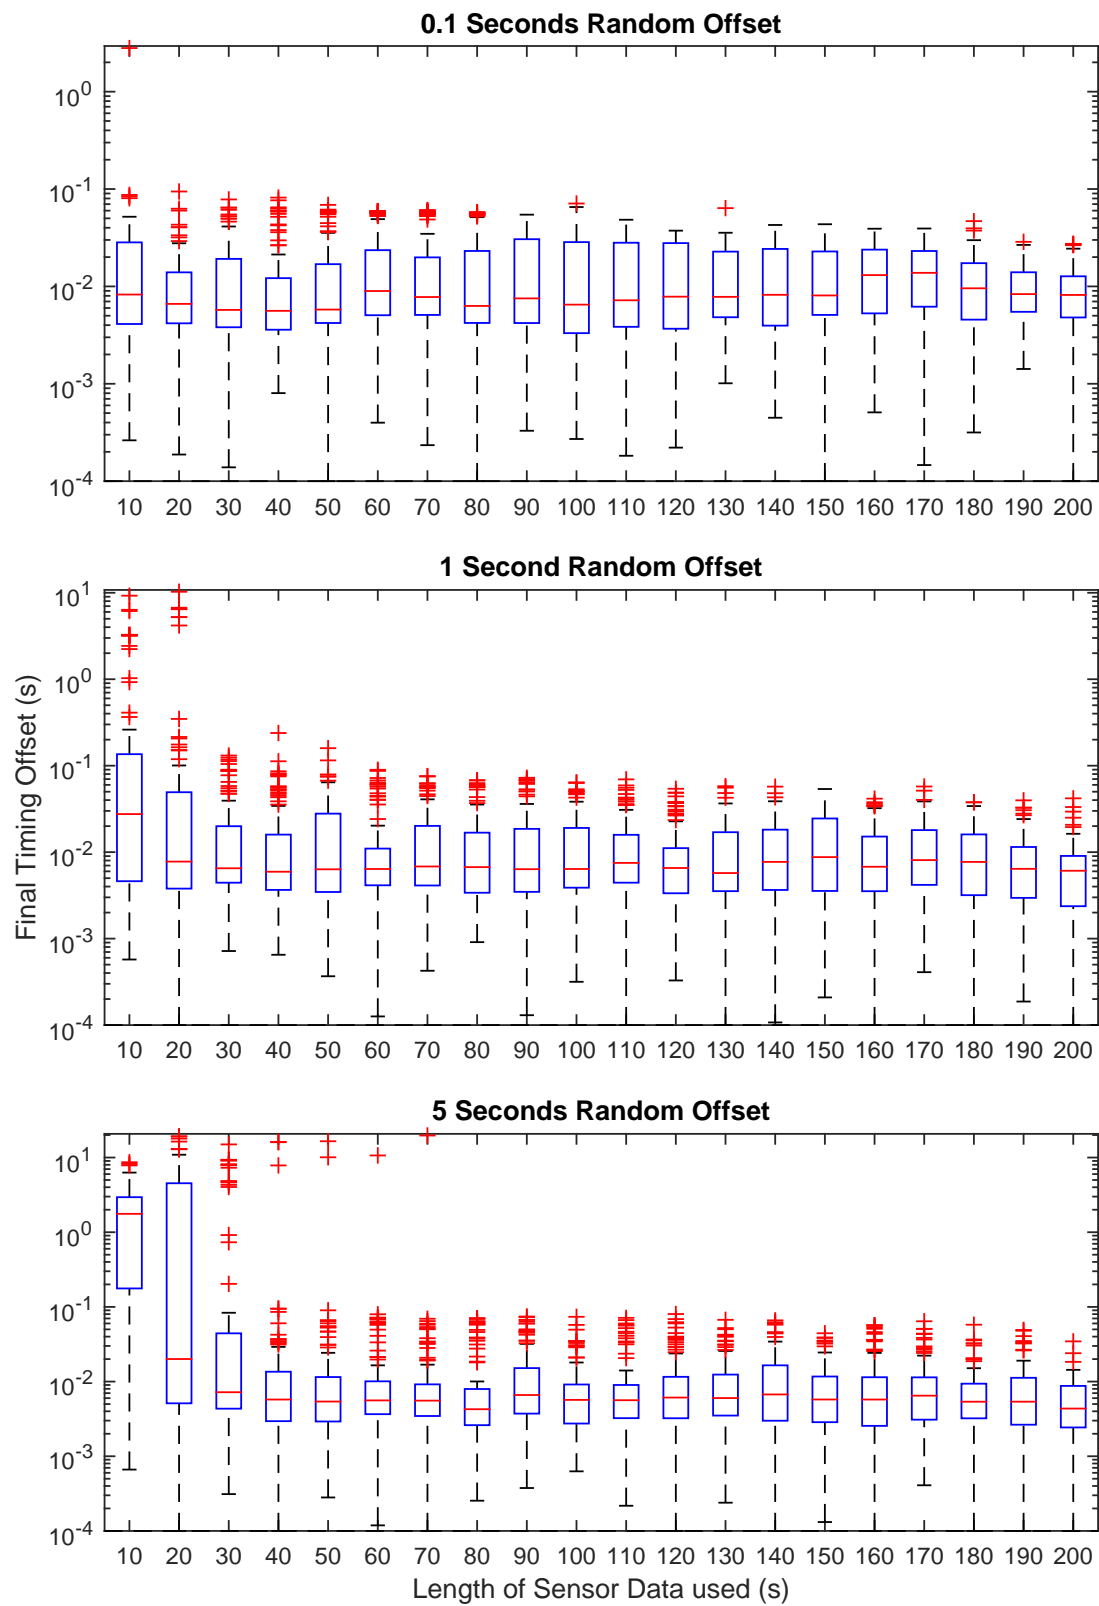 0.1 Seconds Random Offset
10^0
10^-1
10^-2
10^-3
10^-4
10 20 30 40 50 60 70 80 90 100 110 120 130 140 150 160 170 180 190 200
1 Second Random Offset
Final Timing Offset (s)
10^1
10^0
10^-1
10^-2
10^-3
10^-4
10 20 30 40 50 60 70 80 90 100 110 120 130 140 150 160 170 180 190 200
5 Seconds Random Offset
10^1
10^0
10^-1
10^-2
10^-3
10^-4
10 20 30 40 50 60 70 80 90 100 110 120 130 140 150 160 170 180 190 200
Length of Sensor Data used (s)